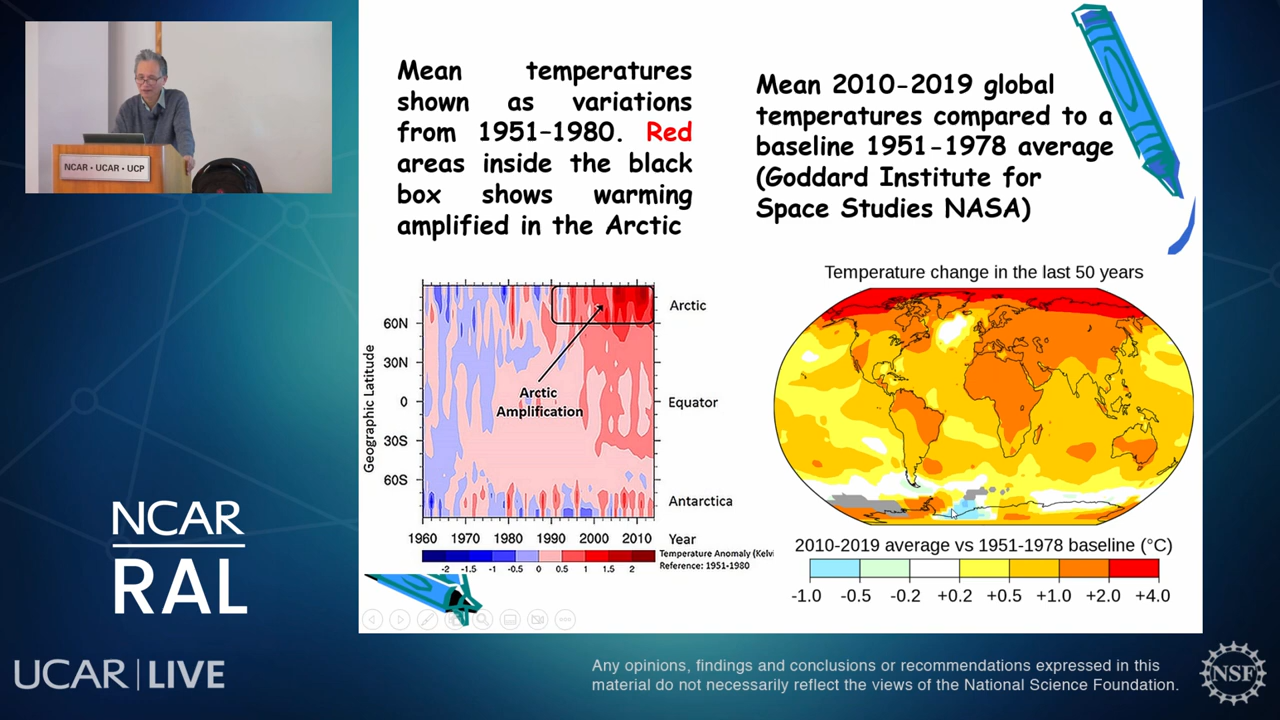 NCAR • UCAR • UCP
Mean temperatures
shown as variations
from 1951-1980. Red
areas inside the black
box shows warming
amplified in the Arctic
Mean 2010-2019 global
temperatures compared to a
baseline 1951-1978 average
(Goddard Institute for
Space Studies NASA)
Geographic Latitude
60N
30N
0
30S
60S
Arctic
Equator
Antarctica
Arctic
Amplification
1960 1970 1980 1990 2000 2010 Year
-2 -1.5 -1 -0.5 0 0.5 1 1.5 2
Temperature Anomaly (Kelvi
Reference: 1951-1980
Temperature change in the last 50 years
2010-2019 average vs 1951-1978 baseline (°C)
-1.0 -0.5 -0.2 +0.2 +0.5 +1.0 +2.0 +4.0
NCAR
RAL
UCAR | LIVE
Any opinions, findings and conclusions or recommendations expressed in this
material do not necessarily reflect the views of the National Science Foundation.
NSF